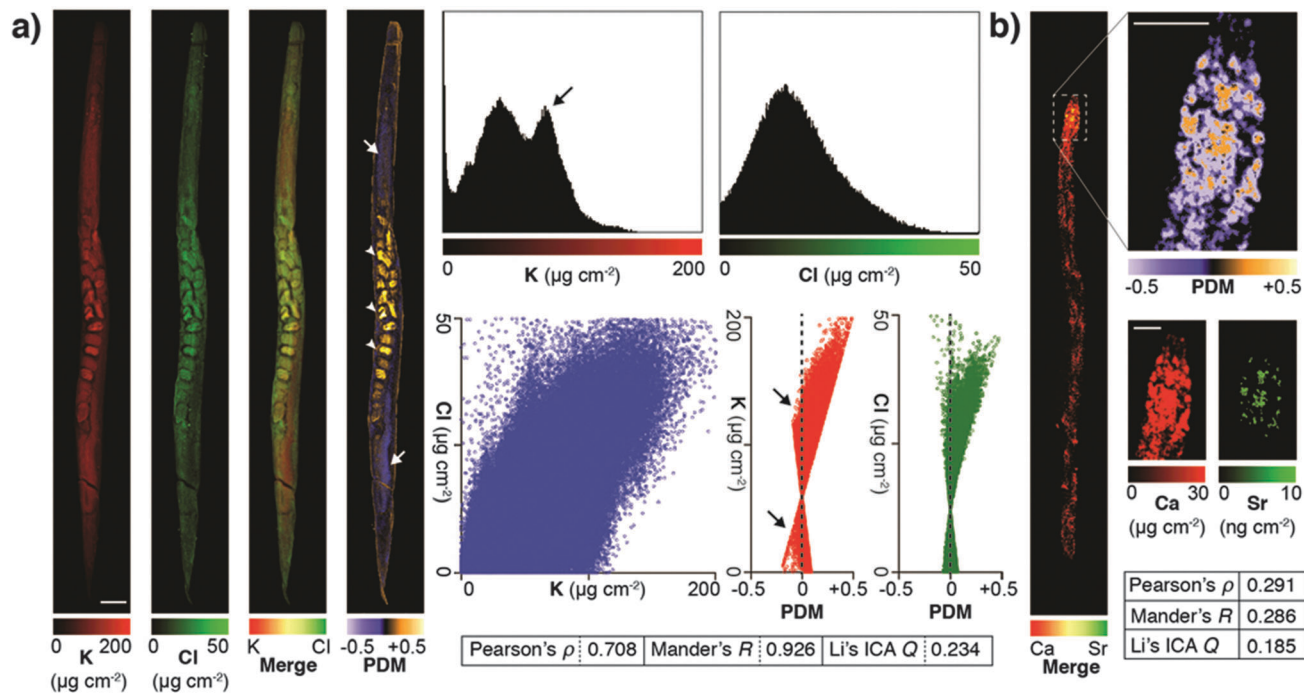 a)
0 200
K
(µg cm⁻²)
0 50
Cl
(µg cm⁻²)
K Cl
Merge
-0.5 +0.5
PDM
0 200
K (µg cm⁻²)
0 50
Cl (µg cm⁻²)
50
Cl (µg cm⁻²)
0
0 K (µg cm⁻²) 200
200
K (µg cm⁻²)
0
-0.5 0 +0.5
PDM
50
Cl (µg cm⁻²)
0
-0.5 0 +0.5
PDM
Pearson's ρ 0.708 Mander's R 0.926 Li's ICA Q 0.234
b)
Ca Sr
Merge
-0.5 +0.5
PDM
0 30
Ca
(µg cm⁻²)
0 10
Sr
(ng cm⁻²)
Pearson's ρ 0.291
Mander's R 0.286
Li's ICA Q 0.185